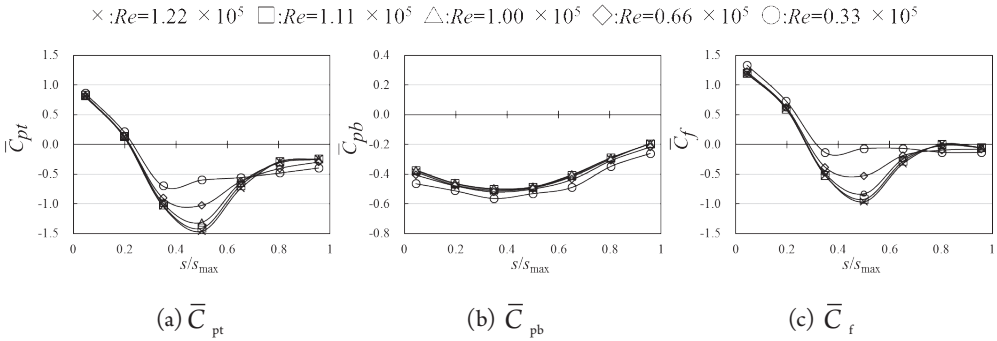 ×:Re=1.22 ×10⁵ □:Re=1.11 ×10⁵ △:Re=1.00 ×10⁵ ◇:Re=0.66 ×10⁵ ○:Re=0.33 ×10⁵
C̅pt
1.5
1.0
0.5
0.0
-0.5
-1.0
-1.5
0 0.2 0.4 0.6 0.8 1
s/smax
C̅pb
0.4
0.2
0.0
-0.2
-0.4
-0.6
-0.8
0 0.2 0.4 0.6 0.8 1
s/smax
C̅f
1.5
1.0
0.5
0.0
-0.5
-1.0
-1.5
0 0.2 0.4 0.6 0.8 1
s/smax
(a) C̅ pt
(b) C̅ pb
(c) C̅ f